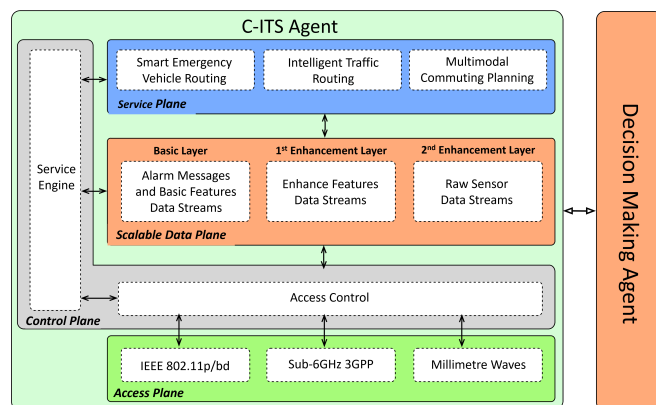 C-ITS Agent
Smart Emergency
Vehicle Routing
Intelligent Traffic
Routing
Multimodal
Commuting Planning
Service Plane
Service
Engine
Basic Layer
1st Enhancement Layer
2nd Enhancement Layer
Alarm Messages
and Basic Features
Data Streams
Enhance Features
Data Streams
Raw Sensor
Data Streams
Scalable Data Plane
Access Control
Control Plane
IEEE 802.11p/bd
Sub-6GHz 3GPP
Millimetre Waves
Access Plane
Decision Making Agent